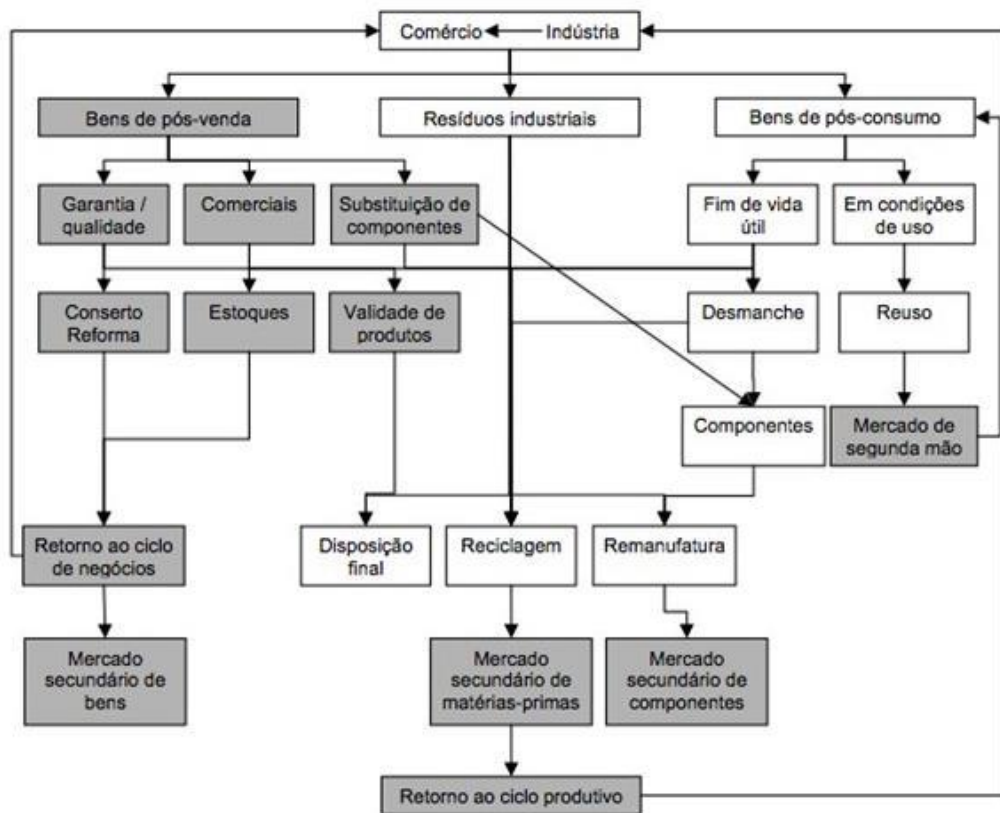 Comércio Indústria
Bens de pós-venda
Resíduos industriais
Bens de pós-consumo
Garantia /
qualidade
Comerciais
Substituição de
componentes
Fim de vida
útil
Em condições
de uso
Conserto
Reforma
Estoques
Validade de
produtos
Desmanche
Reuso
Componentes
Mercado de
segunda mão
Retorno ao ciclo
de negócios
Disposição
final
Reciclagem
Remanufatura
Mercado
secundário de
bens
Mercado
secundário de
matérias-primas
Mercado
secundário de
componentes
Retorno ao ciclo produtivo